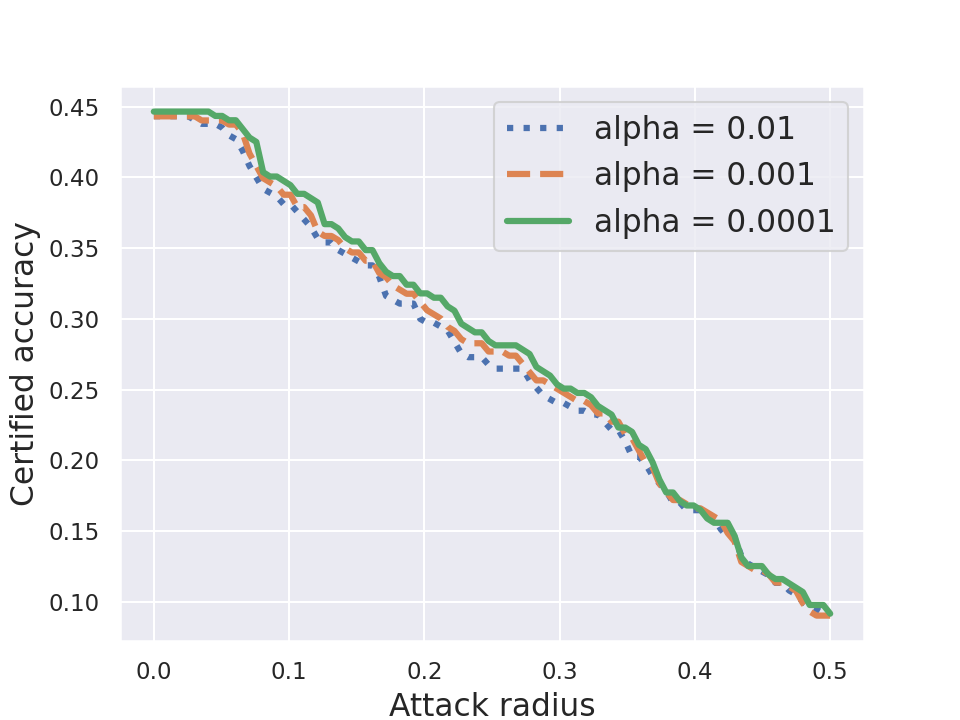 0.45
0.40
0.35
0.30
0.25
0.20
0.15
0.10
Certified accuracy
alpha = 0.01
alpha = 0.001
alpha = 0.0001
0.0 0.1 0.2 0.3 0.4 0.5
Attack radius